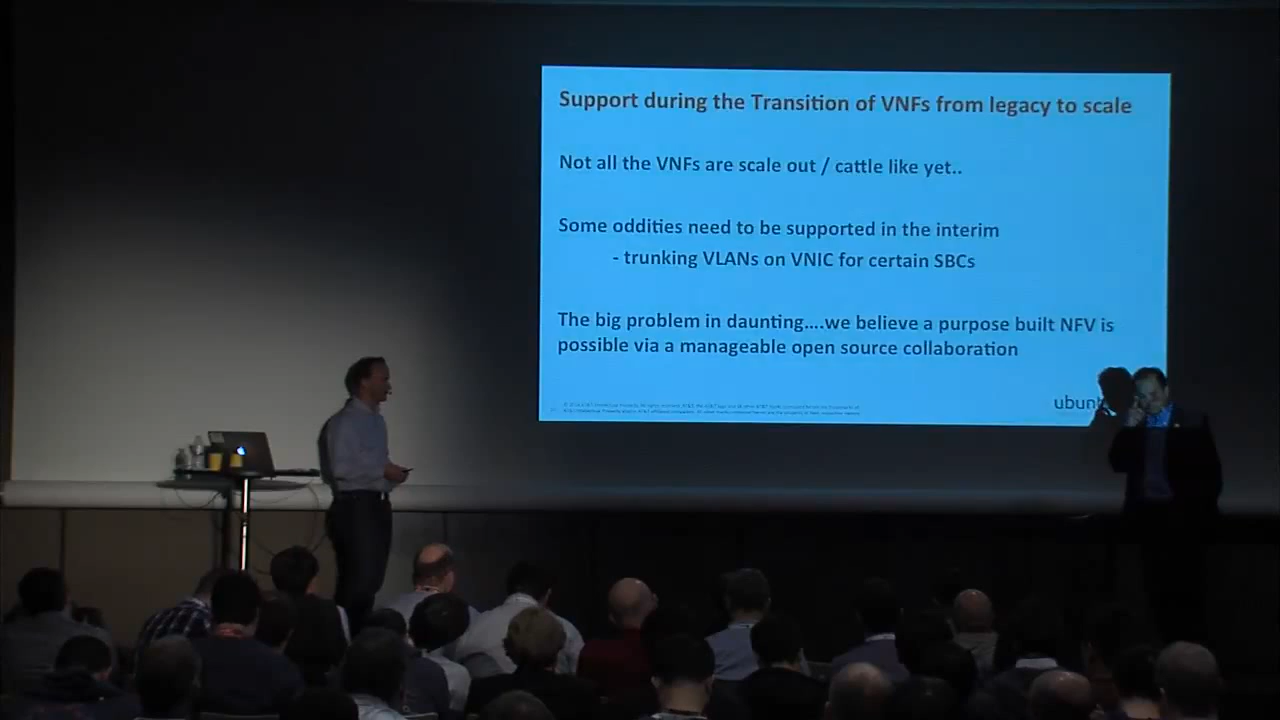 Support during the Transition of VNFs from legacy to scale
Not all the VNFs are scale out / cattle like yet..
Some oddities need to be supported in the interim
- trunking VLANs on VNIC for certain SBCs
The big problem in daunting....we believe a purpose built NFV is
possible via a manageable open source collaboration